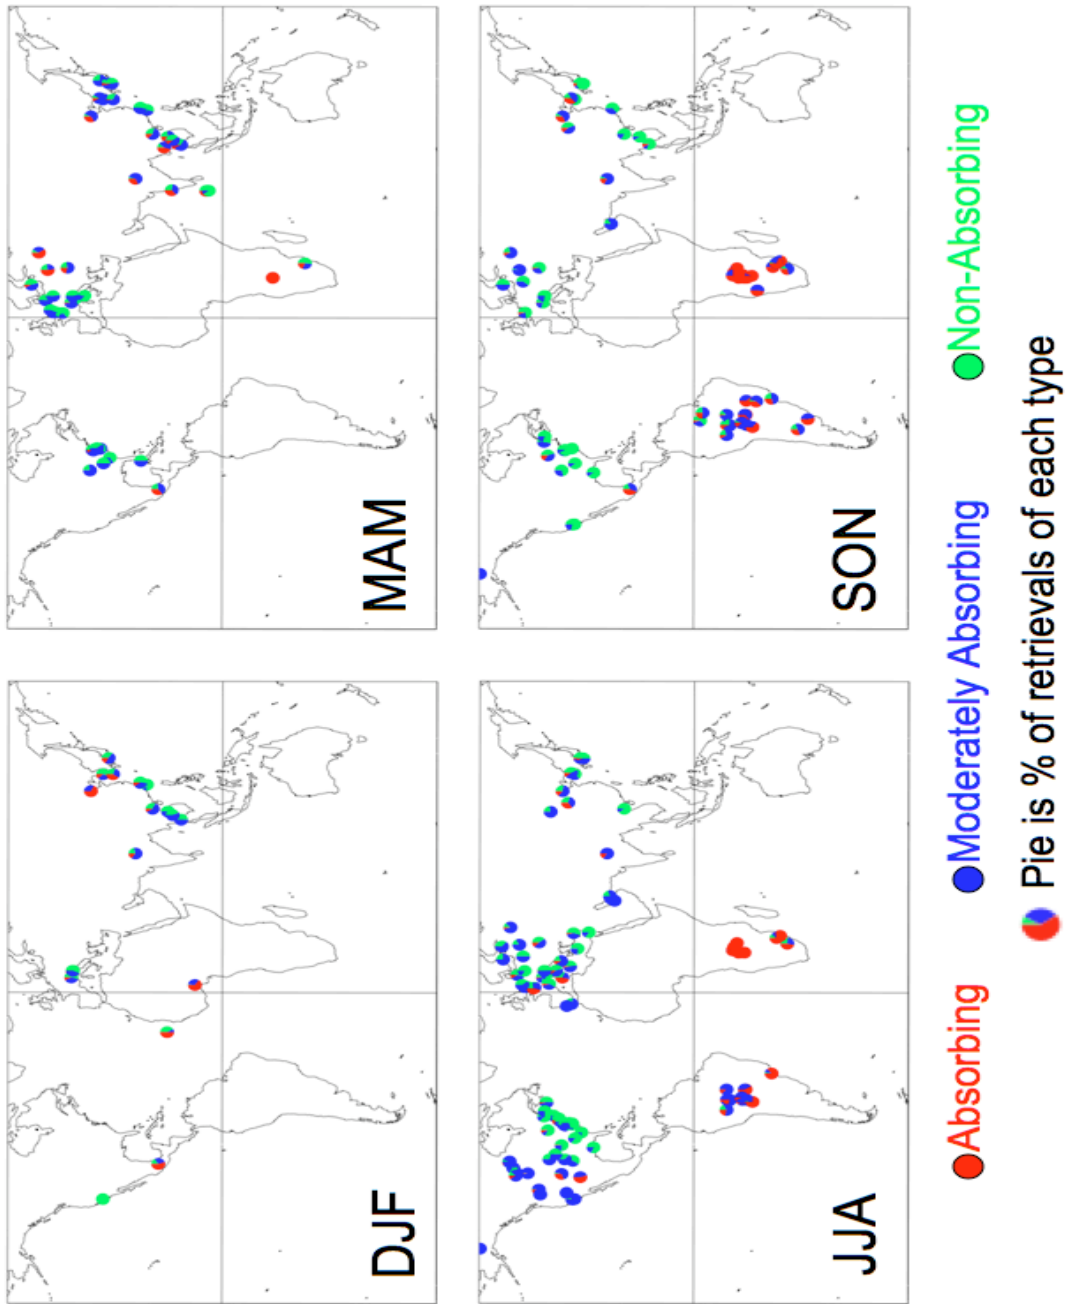 DJF
MAM
JJA
SON
Absorbing
Moderately Absorbing
Non-Absorbing
Pie is % of retrievals of each type